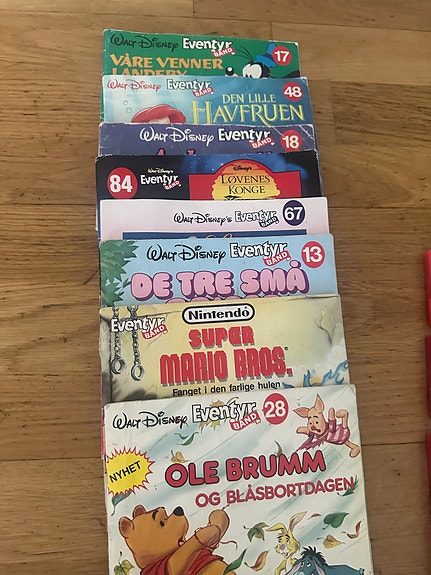 WALT DISNEY Eventyr BÅND 17
VÅRE VENNER
LANDEBY
WALT DISNEY Eventyr BÅND 48
DEN LILLE
HAVFRUEN
WALT DISNEY Eventyr BÅND 18
84 WALT DISNEY'S Eventyr BÅND
DISNEY'S
LØVENES
KONGE
WALT DISNEY'S Eventyr BÅND 67
WALT DISNEY Eventyr BÅND 13
DE TRE SMÅ
Eventyr BÅND
Nintendo
SUPER
MARIO BROS.
Fanget i den farlige hulen
WALT DISNEY Eventyr BÅND 28
NYHET
OLE BRUMM
OG BLÅSBORTDAGEN